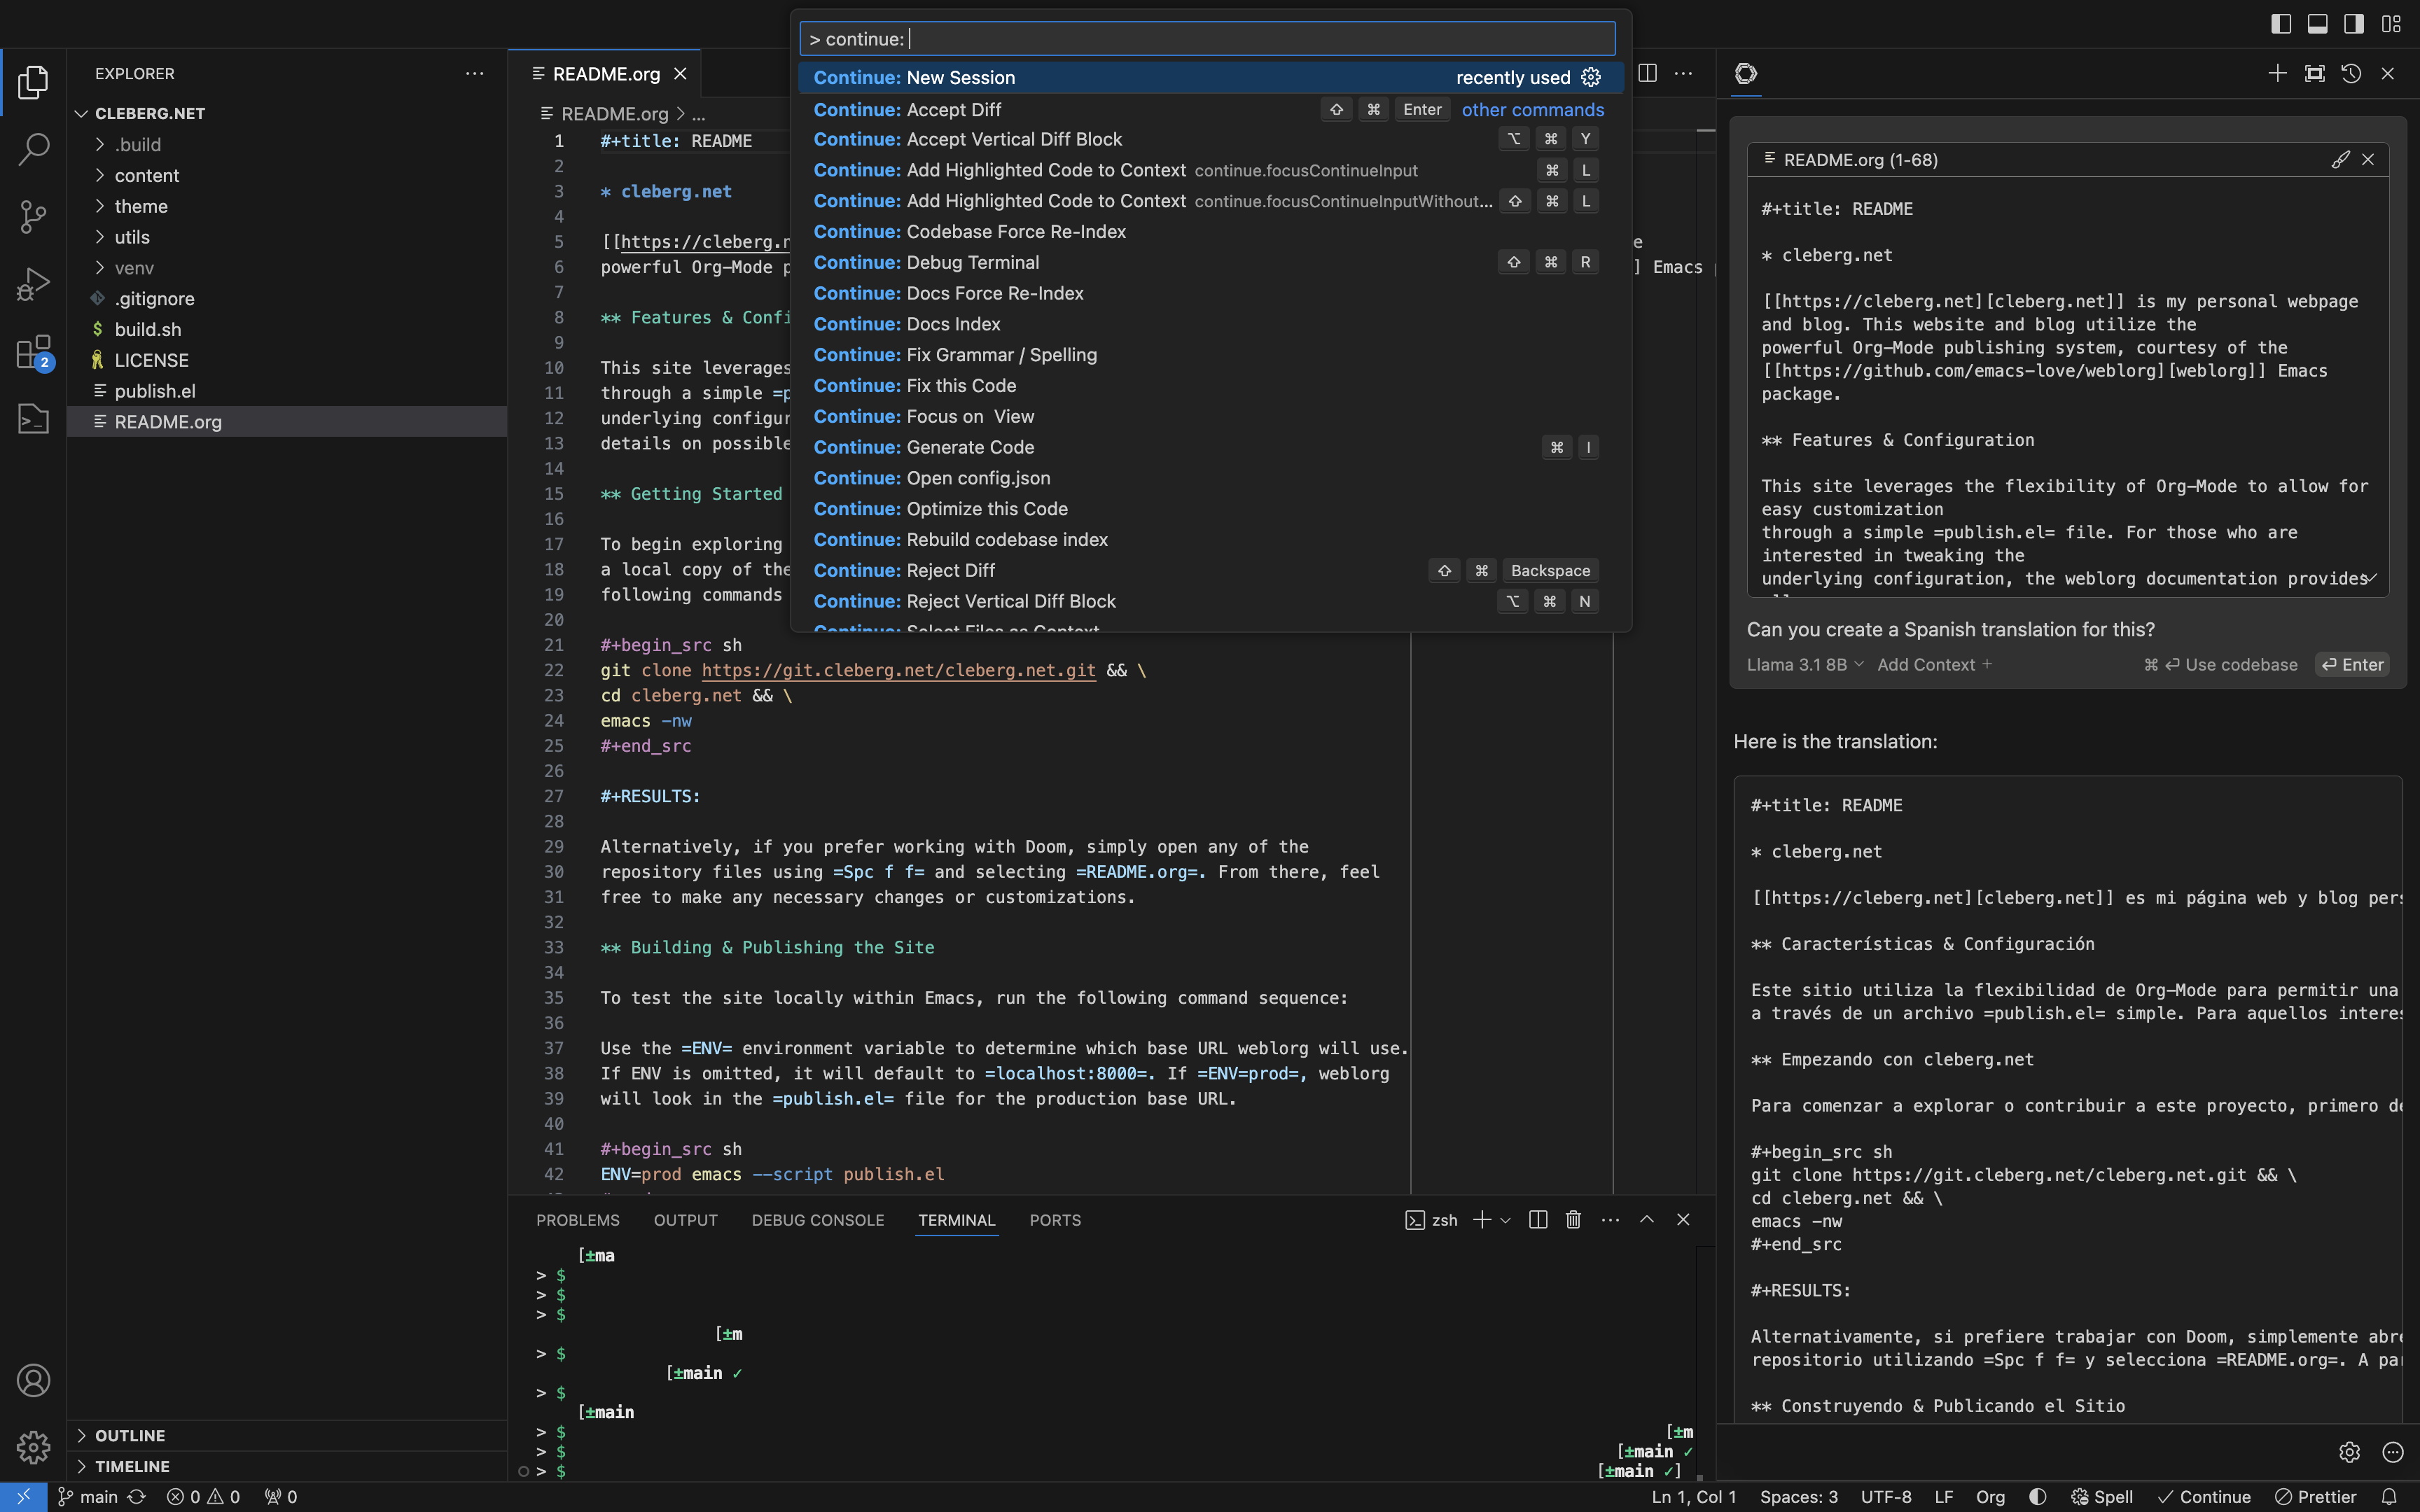 > continue:
Continue: New Session recently used
Continue: Accept Diff Enter other commands
Continue: Accept Vertical Diff Block ⌥ ⌘ Y
Continue: Add Highlighted Code to Context continue.focusContinueInput ⌘ L
Continue: Add Highlighted Code to Context continue.focusContinueInputWithout... ⇧ ⌘ L
Continue: Codebase Force Re-Index
Continue: Debug Terminal ⇧ ⌘ R
Continue: Docs Force Re-Index
Continue: Docs Index
Continue: Fix Grammar / Spelling
Continue: Fix this Code
Continue: Focus on View
Continue: Generate Code ⌘ I
Continue: Open config.json
Continue: Optimize this Code
Continue: Rebuild codebase index
Continue: Reject Diff ⇧ ⌘ Backspace
Continue: Reject Vertical Diff Block ⌥ ⌘ N
Continue: Select Files as Context
EXPLORER
CLEBERG.NET
.build
content
theme
utils
venv
.gitignore
$ build.sh
LICENSE
publish.el
README.org
2
OUTLINE
TIMELINE
README.org
README.org > ...
1 #+title: README
2
3 * cleberg.net
4
5 [[https://cleberg.n e
6 powerful Org-Mode p ] Emacs p
7
8 ** Features & Confi
9
10 This site leverages
11 through a simple =p
12 underlying configur
13 details on possible
14
15 ** Getting Started
16
17 To begin exploring
18 a local copy of the
19 following commands
20
21 #+begin_src sh
22 git clone https://git.cleberg.net/cleberg.net.git && \
23 cd cleberg.net && \
24 emacs -nw
25 #+end_src
26
27 #+RESULTS:
28
29 Alternatively, if you prefer working with Doom, simply open any of the
30 repository files using =Spc f f= and selecting =README.org=. From there, feel
31 free to make any necessary changes or customizations.
32
33 ** Building & Publishing the Site
34
35 To test the site locally within Emacs, run the following command sequence:
36
37 Use the =ENV= environment variable to determine which base URL weblorg will use.
38 If ENV is omitted, it will default to =localhost:8000=. If =ENV=prod=, weblorg
39 will look in the =publish.el= file for the production base URL.
40
41 #+begin_src sh
42 ENV=prod emacs --script publish.el
PROBLEMS OUTPUT DEBUG CONSOLE TERMINAL PORTS zsh
[±ma
> $
> $
> $
[±m
> $
[±main ✓
> $
[±main
> $ [±m
> $ [±main ✓
> $ [±main ✓]
README.org (1-68)
#+title: README
* cleberg.net
[[https://cleberg.net][cleberg.net]] is my personal webpage
and blog. This website and blog utilize the
powerful Org-Mode publishing system, courtesy of the
[[https://github.com/emacs-love/weblorg][weblorg]] Emacs
package.
** Features & Configuration
This site leverages the flexibility of Org-Mode to allow for
easy customization
through a simple =publish.el= file. For those who are
interested in tweaking the
underlying configuration, the weblorg documentation provides
Can you create a Spanish translation for this?
Llama 3.1 8B Add Context + ⌘ ⏎ Use codebase ⏎ Enter
Here is the translation:
#+title: README
* cleberg.net
[[https://cleberg.net][cleberg.net]] es mi página web y blog pers
** Características & Configuración
Este sitio utiliza la flexibilidad de Org-Mode para permitir una
a través de un archivo =publish.el= simple. Para aquellos interes
** Empezando con cleberg.net
Para comenzar a explorar o contribuir a este proyecto, primero de
#+begin_src sh
git clone https://git.cleberg.net/cleberg.net.git && \
cd cleberg.net && \
emacs -nw
#+end_src
#+RESULTS:
Alternativamente, si prefiere trabajar con Doom, simplemente abre
repositorio utilizando =Spc f f= y selecciona =README.org=. A par
** Construyendo & Publicando el Sitio
main 0 0 0 Ln 1, Col 1 Spaces: 3 UTF-8 LF Org Spell Continue Prettier